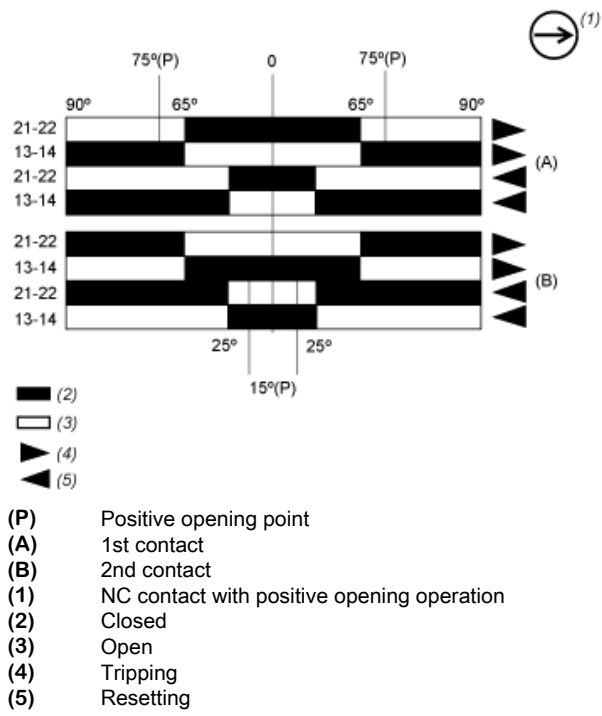 (1)
75º(P) 0 75º(P)
90º 65º 65º 90º
21-22
13-14
(A)
21-22
13-14
21-22
13-14
(B)
21-22
13-14
25º 25º
15º(P)
(2)
(3)
(4)
(5)
(P) Positive opening point
(A) 1st contact
(B) 2nd contact
(1) NC contact with positive opening operation
(2) Closed
(3) Open
(4) Tripping
(5) Resetting